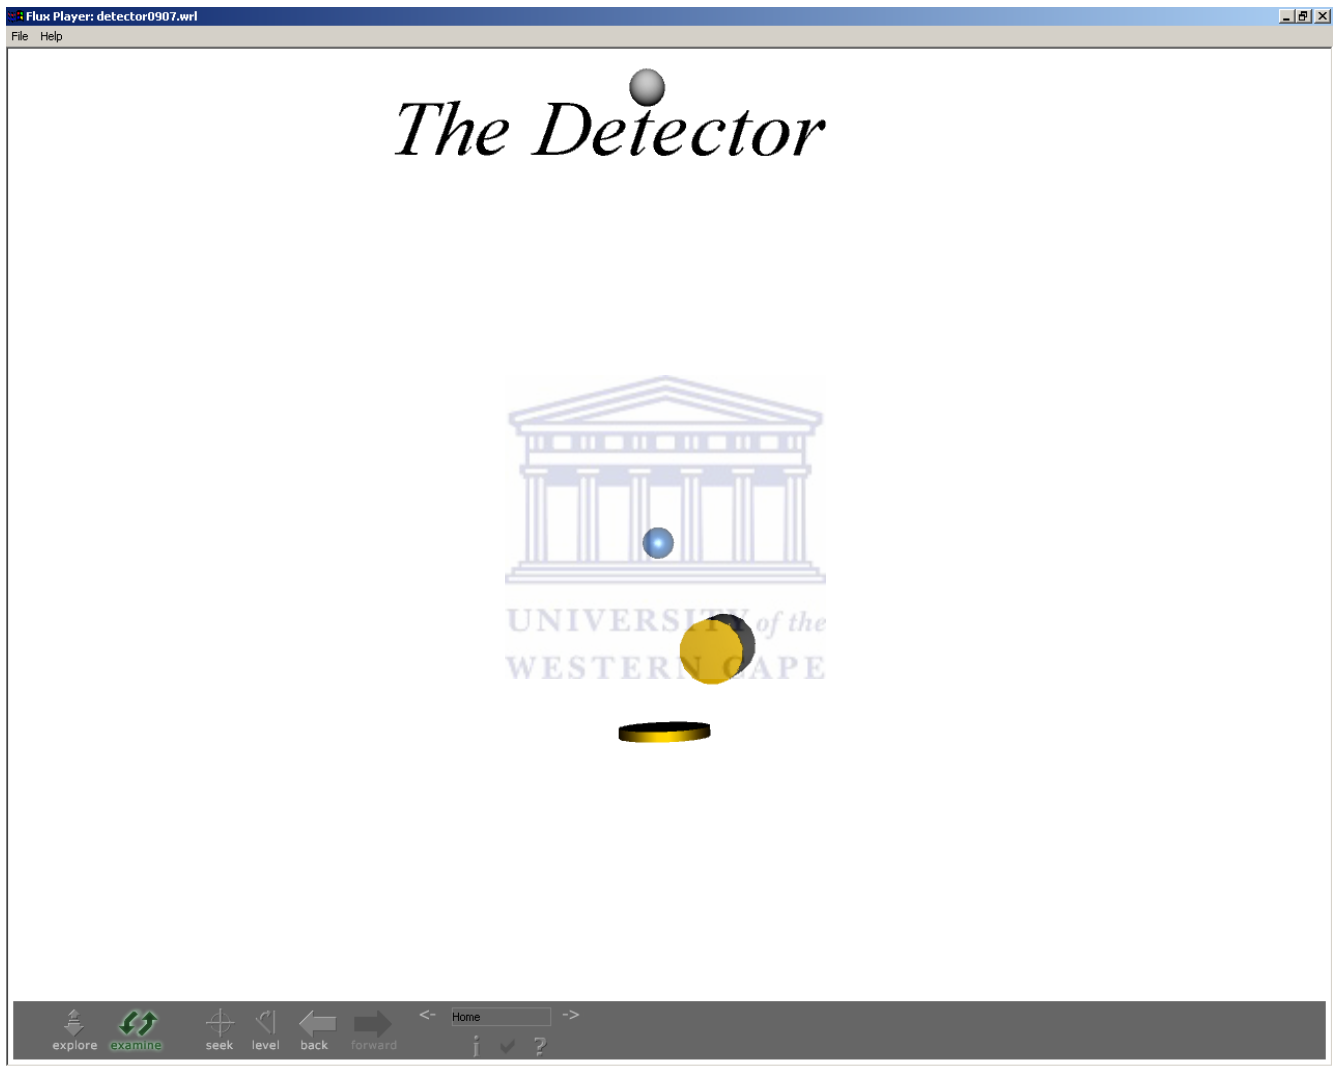 Flux Player: detector0907.wrl
File Help
The Detector
UNIVERSITY of the
WESTERN CAPE
<- Home ->
explore examine seek level back forward
i ?